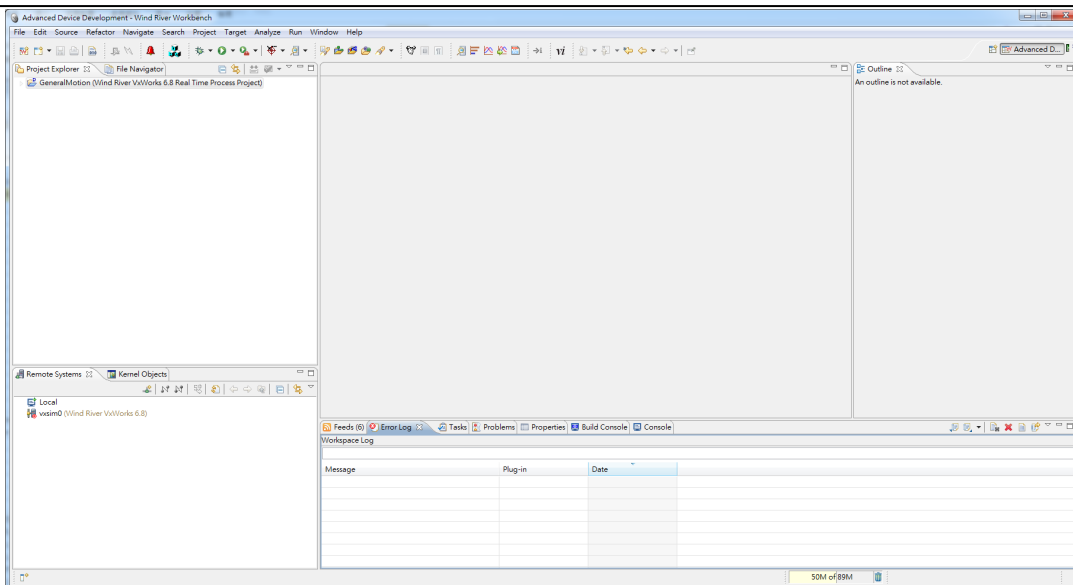 Advanced Device Development - Wind River Workbench
File Edit Source Refactor Navigate Search Project Target Analyze Run Window Help
Advanced D...
Project Explorer File Navigator
GeneralMotion (Wind River VxWorks 6.8 Real Time Process Project)
Outline
An outline is not available.
Remote Systems Kernel Objects
Local
vxsim0 (Wind River VxWorks 6.8)
Feeds (6) Error Log Tasks Problems Properties Build Console Console
Workspace Log
Message Plug-in Date
50M of 89M